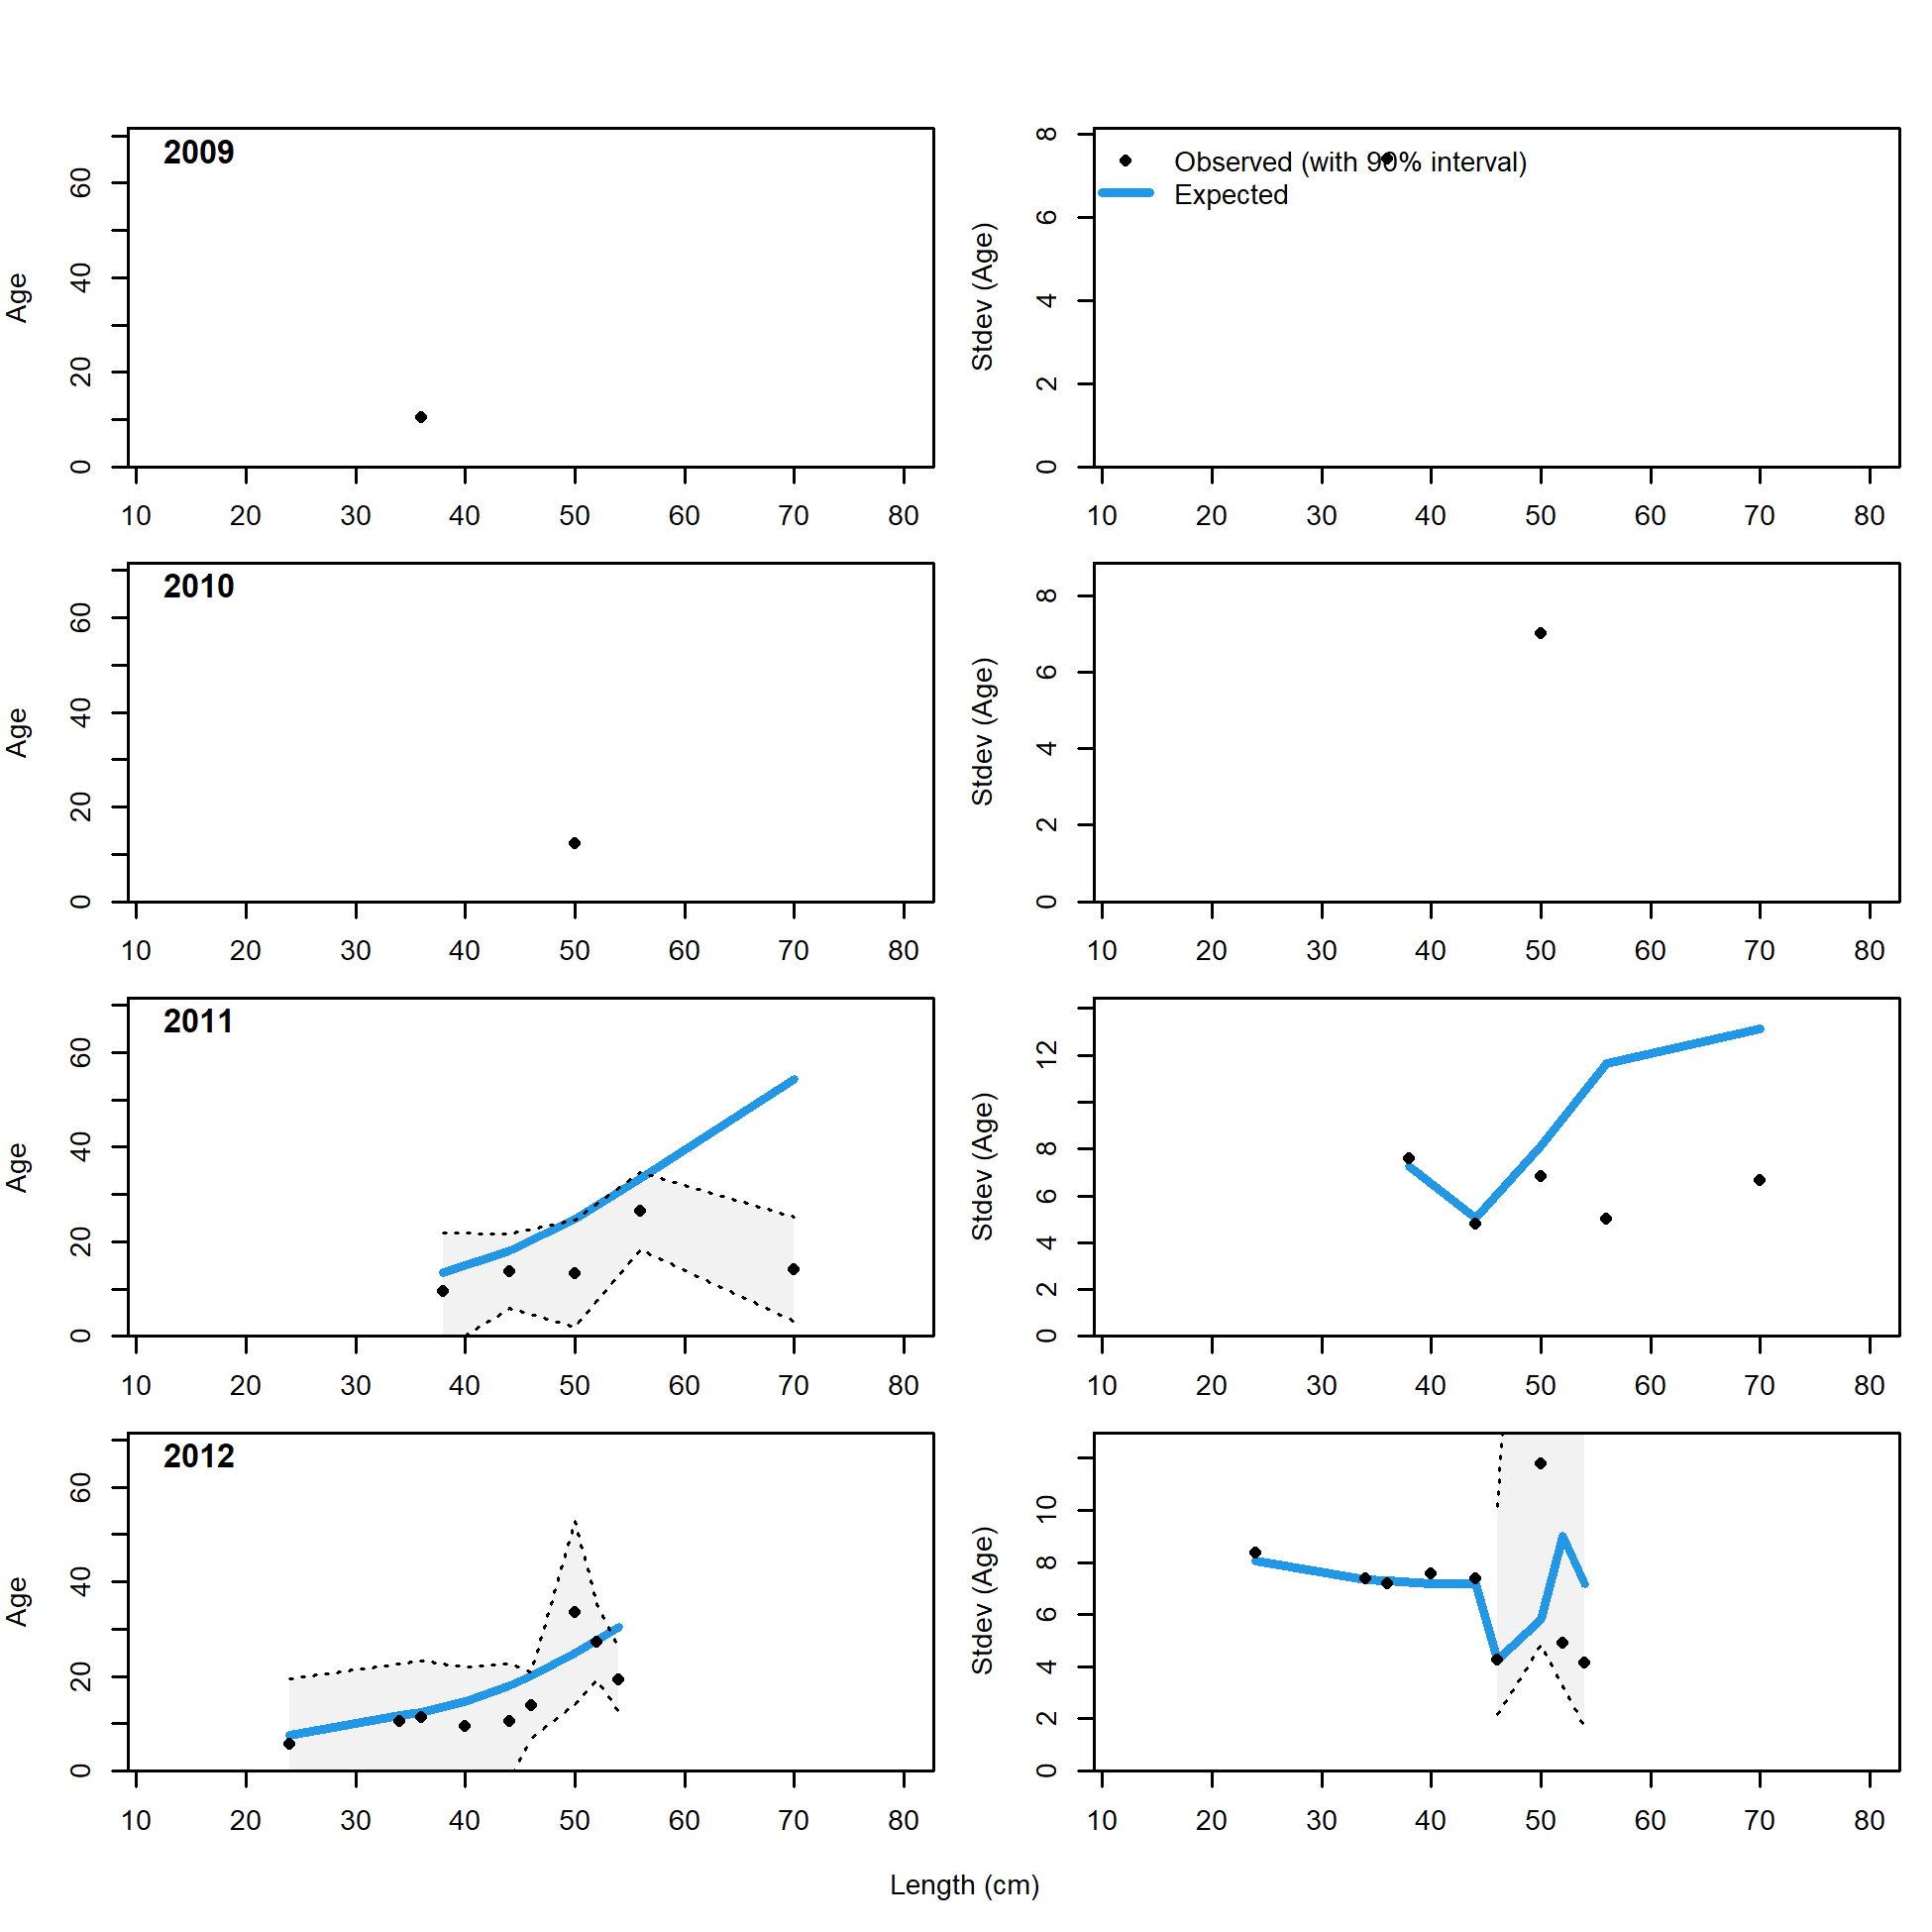 2009
Age
0 20 40 60
10 20 30 40 50 60 70 80
Observed (with 90% interval)
Expected
Stdev (Age)
0 2 4 6 8
10 20 30 40 50 60 70 80
2010
Age
0 20 40 60
10 20 30 40 50 60 70 80
Stdev (Age)
0 2 4 6 8
10 20 30 40 50 60 70 80
2011
Age
0 20 40 60
10 20 30 40 50 60 70 80
Stdev (Age)
0 2 4 6 8 12
10 20 30 40 50 60 70 80
2012
Age
0 20 40 60
10 20 30 40 50 60 70 80
Stdev (Age)
0 2 4 6 8 10
10 20 30 40 50 60 70 80
Length (cm)